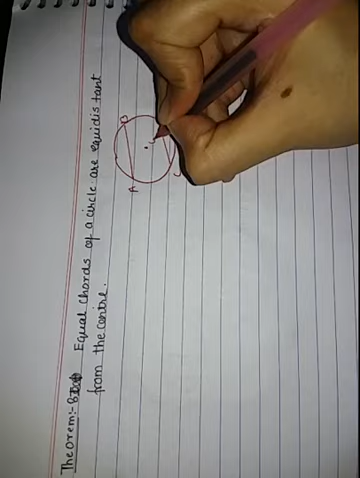 Theorem:- Equal chords of a circle are equidistant
from the centre.
A
B